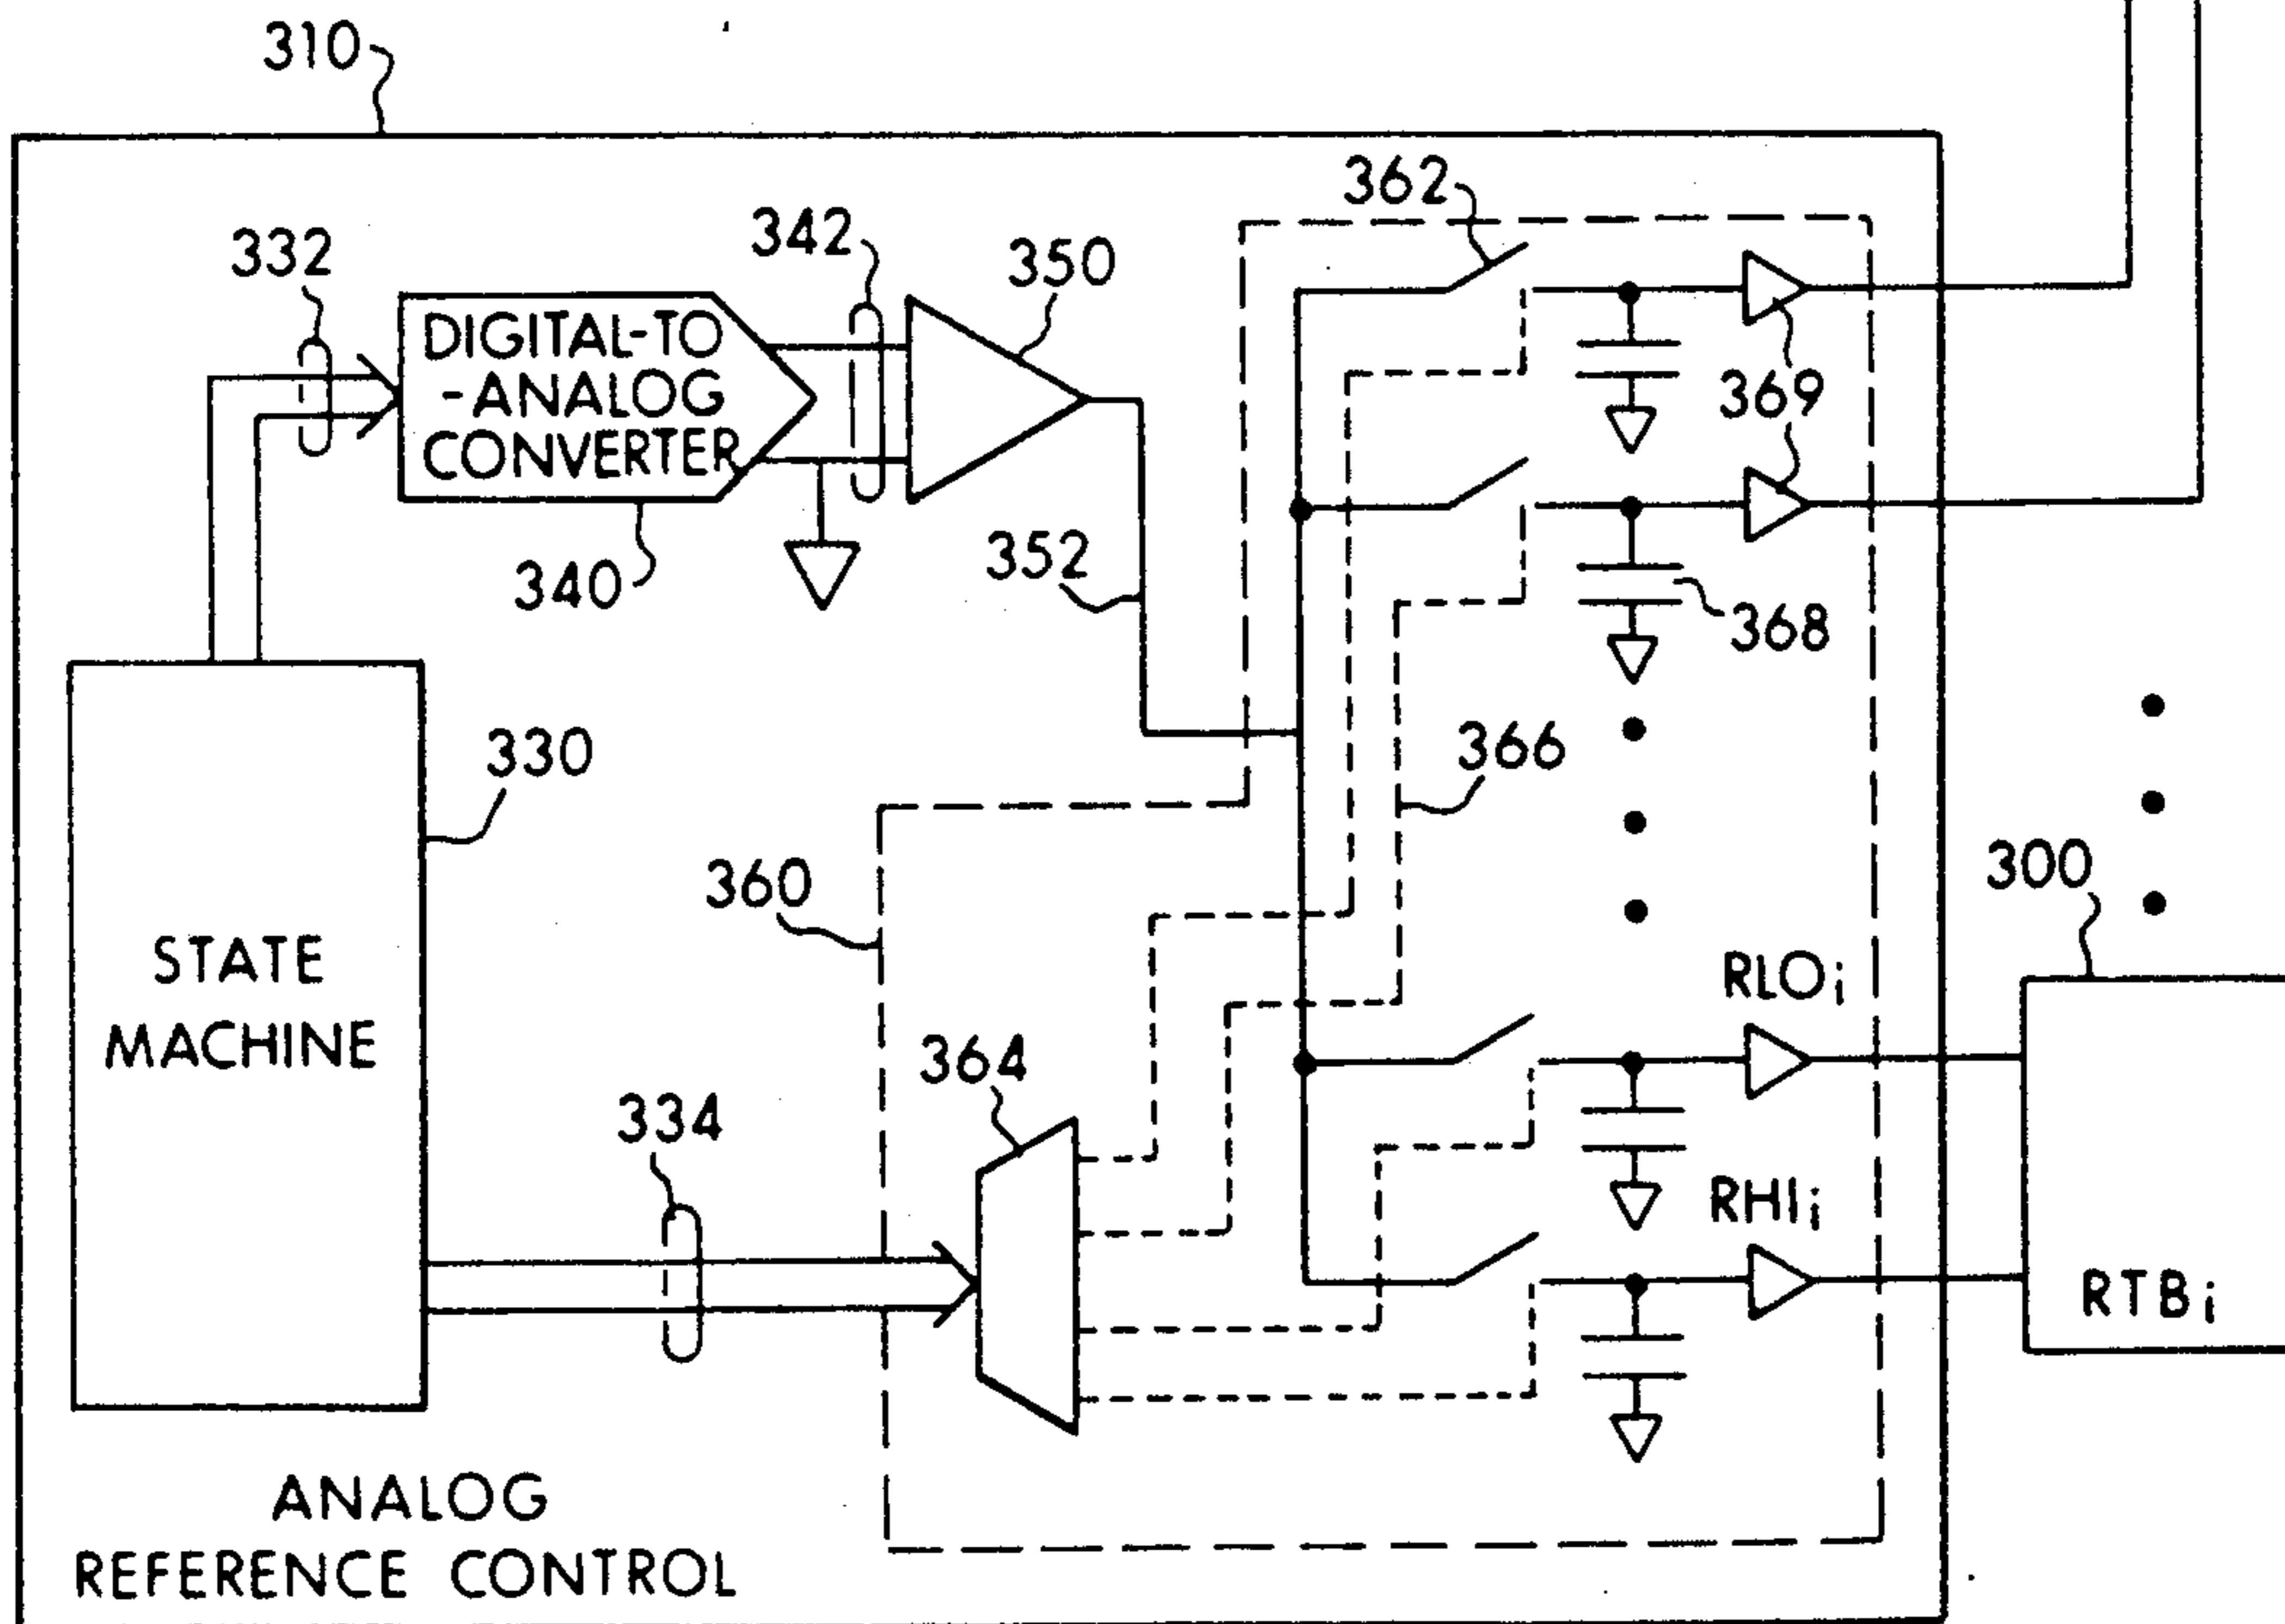 310
362
332
342
350
DIGITAL-TO
-ANALOG
CONVERTER
369
340
352
368
330
366
360
300
STATE
MACHINE
RLOi
364
334
RHIi
RTBi
ANALOG
REFERENCE CONTROL